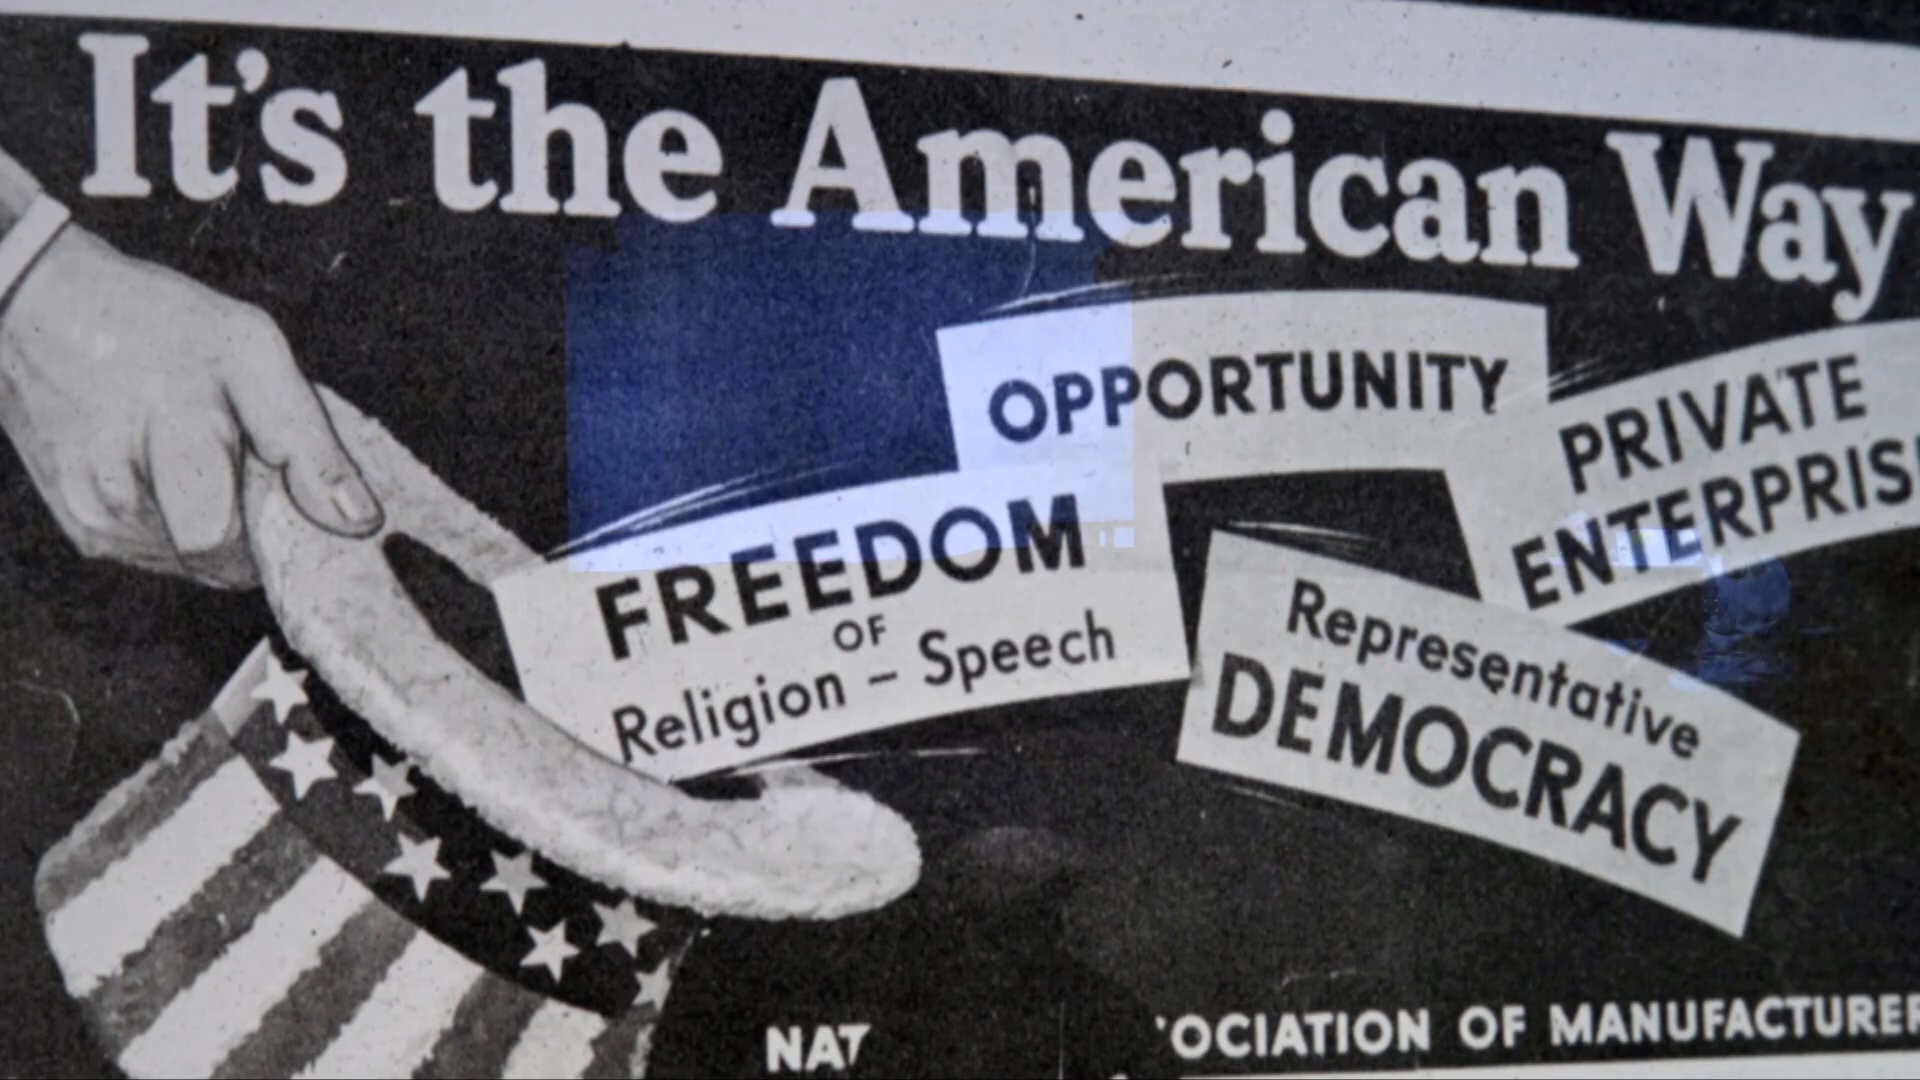 It's the American Way
OPPORTUNITY
PRIVATE
ENTERPRIS
FREEDOM
OF
Religion – Speech
Representative
DEMOCRACY
NAT OCIATION OF MANUFACTURER